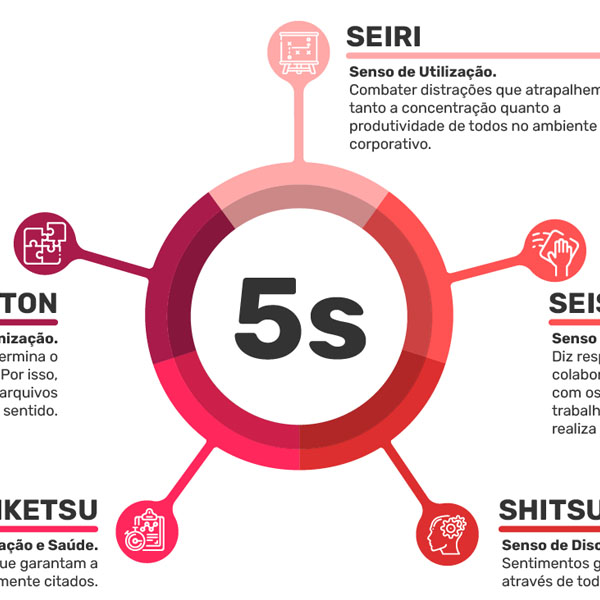 SEIRI
Senso de Utilização.
Combater distrações que atrapalhem
tanto a concentração quanto a
produtividade de todos no ambiente
corporativo.
TON
nização.
ermina o
Por isso,
arquivos
sentido.
5s
SEIS
Senso
Diz resp
colabor
com os
trabalh
realiza
IKETSU
ação e Saúde.
ue garantam a
mente citados.
SHITSU
Senso de Disc
Sentimentos g
através de tod